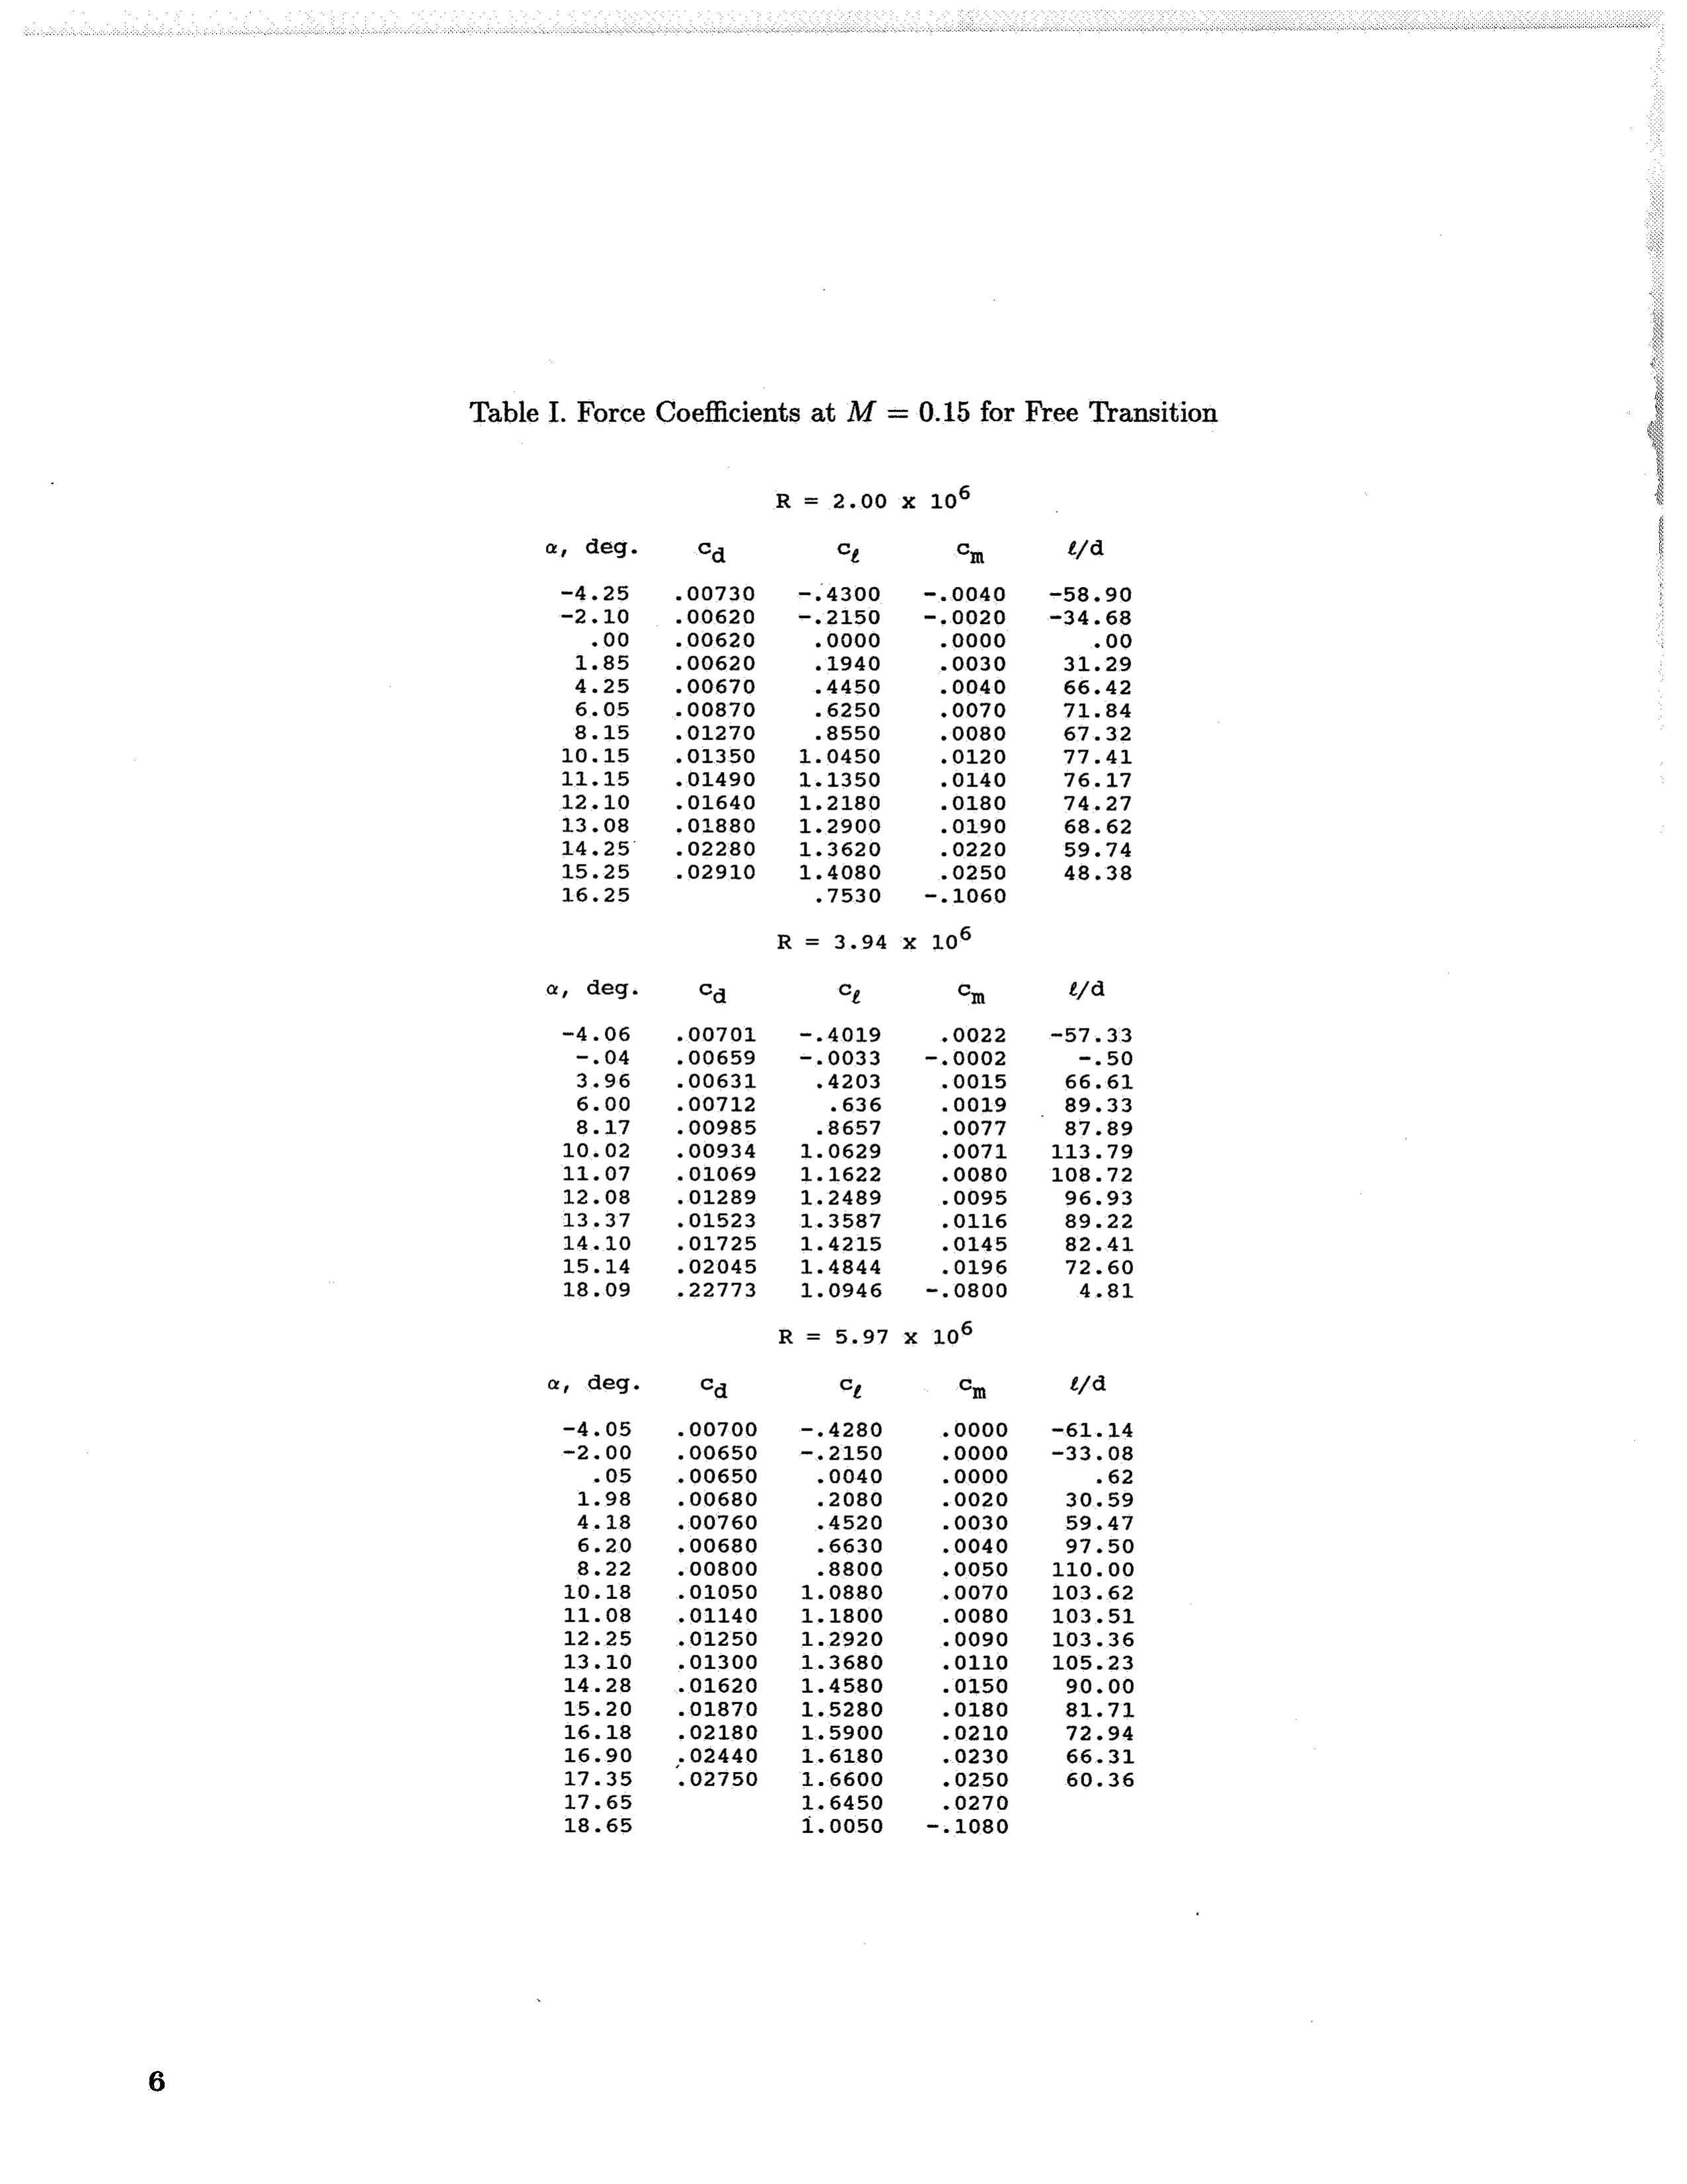 Table I. Force Coefficients at M = 0.15 for Free Transition
R = 2.00 x 10⁶
α, deg. c_d c_ℓ c_m ℓ/d
-4.25 .00730 -.4300 -.0040 -58.90
-2.10 .00620 -.2150 -.0020 -34.68
.00 .00620 .0000 .0000 .00
1.85 .00620 .1940 .0030 31.29
4.25 .00670 .4450 .0040 66.42
6.05 .00870 .6250 .0070 71.84
8.15 .01270 .8550 .0080 67.32
10.15 .01350 1.0450 .0120 77.41
11.15 .01490 1.1350 .0140 76.17
12.10 .01640 1.2180 .0180 74.27
13.08 .01880 1.2900 .0190 68.62
14.25 .02280 1.3620 .0220 59.74
15.25 .02910 1.4080 .0250 48.38
16.25 .7530 -.1060
R = 3.94 x 10⁶
α, deg. c_d c_ℓ c_m ℓ/d
-4.06 .00701 -.4019 .0022 -57.33
-.04 .00659 -.0033 -.0002 -.50
3.96 .00631 .4203 .0015 66.61
6.00 .00712 .636 .0019 89.33
8.17 .00985 .8657 .0077 87.89
10.02 .00934 1.0629 .0071 113.79
11.07 .01069 1.1622 .0080 108.72
12.08 .01289 1.2489 .0095 96.93
13.37 .01523 1.3587 .0116 89.22
14.10 .01725 1.4215 .0145 82.41
15.14 .02045 1.4844 .0196 72.60
18.09 .22773 1.0946 -.0800 4.81
R = 5.97 x 10⁶
α, deg. c_d c_ℓ c_m ℓ/d
-4.05 .00700 -.4280 .0000 -61.14
-2.00 .00650 -.2150 .0000 -33.08
.05 .00650 .0040 .0000 .62
1.98 .00680 .2080 .0020 30.59
4.18 .00760 .4520 .0030 59.47
6.20 .00680 .6630 .0040 97.50
8.22 .00800 .8800 .0050 110.00
10.18 .01050 1.0880 .0070 103.62
11.08 .01140 1.1800 .0080 103.51
12.25 .01250 1.2920 .0090 103.36
13.10 .01300 1.3680 .0110 105.23
14.28 .01620 1.4580 .0150 90.00
15.20 .01870 1.5280 .0180 81.71
16.18 .02180 1.5900 .0210 72.94
16.90 .02440 1.6180 .0230 66.31
17.35 .02750 1.6600 .0250 60.36
17.65 1.6450 .0270
18.65 1.0050 -.1080
6